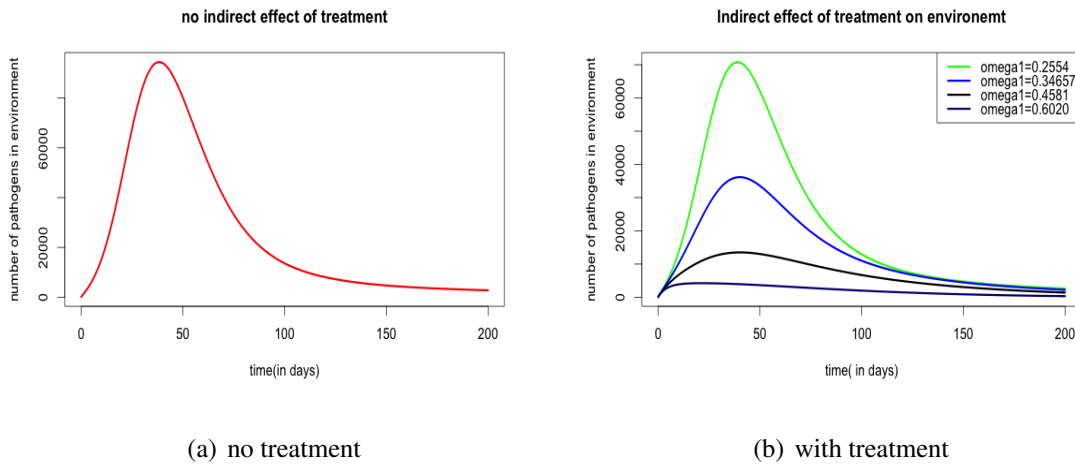 no indirect effect of treatment
number of pathogens in environment
0
20000
60000
0
50
100
150
200
time(in days)
(a) no treatment
Indirect effect of treatment on environemt
omega1=0.2554
omega1=0.34657
omega1=0.4581
omega1=0.6020
number of pathogens in environment
0
20000
40000
60000
0
50
100
150
200
time( in days)
(b) with treatment